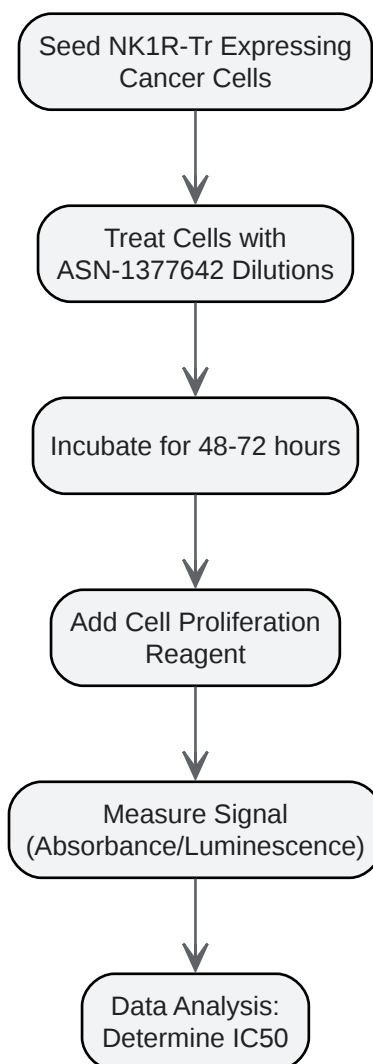 Seed NK1R-Tr Expressing
Cancer Cells
Treat Cells with
ASN-1377642 Dilutions
Incubate for 48-72 hours
Add Cell Proliferation
Reagent
Measure Signal
(Absorbance/Luminescence)
Data Analysis:
Determine IC50